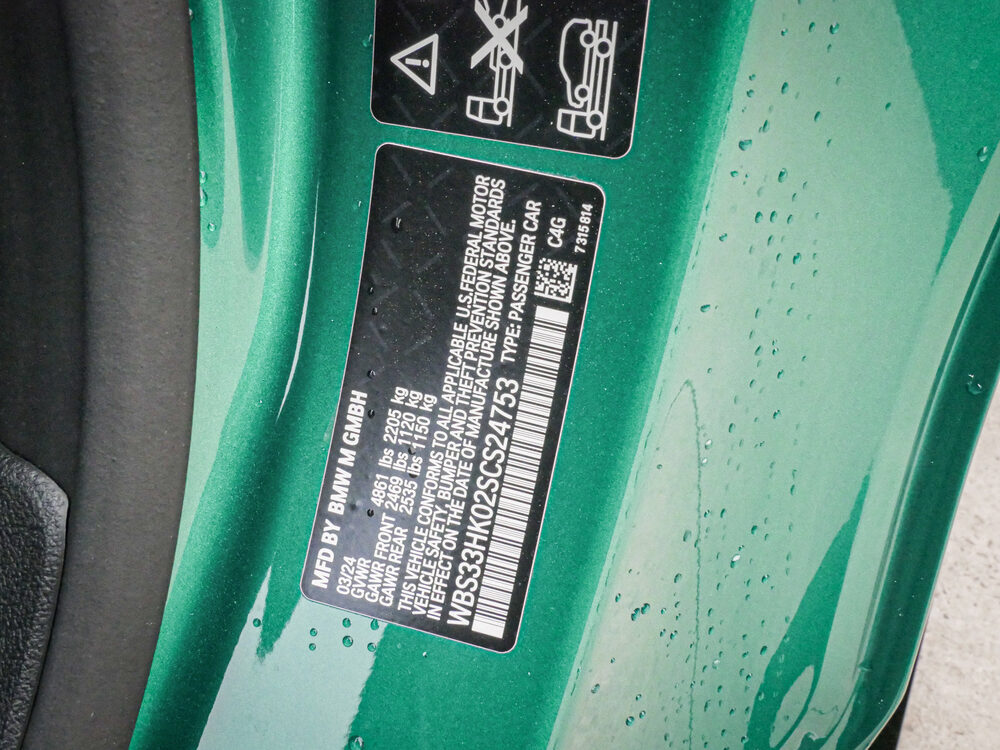 MFD BY BMW M GMBH
03/24
GVWR 4861 lbs 2205 kg
GAWR FRONT 2469 lbs 1120 kg
GAWR REAR 2535 lbs 1150 kg
THIS VEHICLE CONFORMS TO ALL APPLICABLE U.S.FEDERAL MOTOR
VEHICLE SAFETY, BUMPER AND THEFT PREVENTION STANDARDS
IN EFFECT ON THE DATE OF MANUFACTURE SHOWN ABOVE.
WBS33HK02SCS24753 TYPE: PASSENGER CAR
C4G
7315814